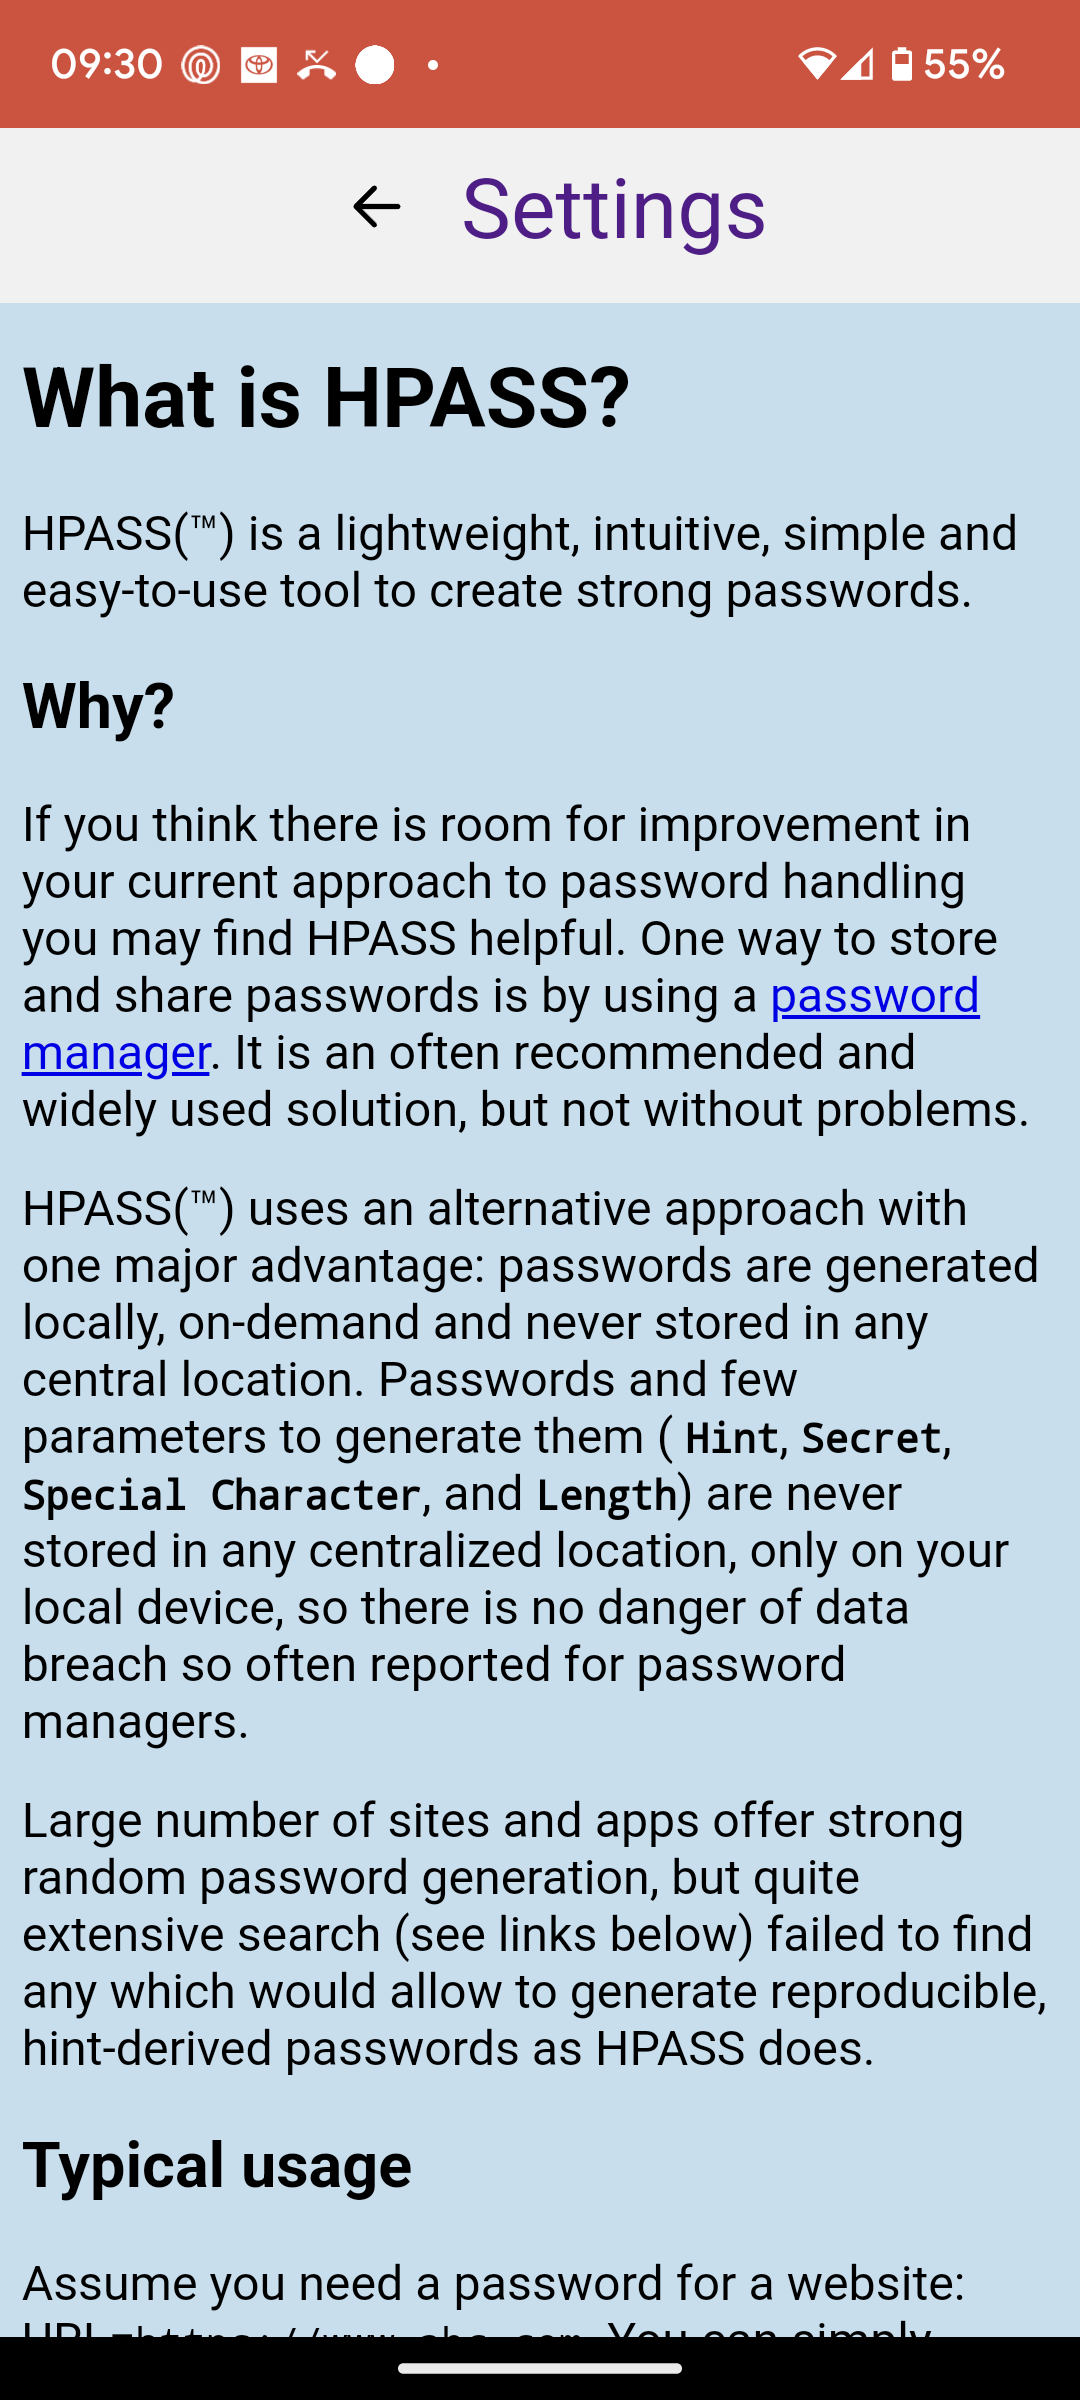 09:30
55%
Settings
What is HPASS?
HPASS(™) is a lightweight, intuitive, simple and
easy-to-use tool to create strong passwords.
Why?
If you think there is room for improvement in
your current approach to password handling
you may find HPASS helpful. One way to store
and share passwords is by using a password
manager. It is an often recommended and
widely used solution, but not without problems.
HPASS(™) uses an alternative approach with
one major advantage: passwords are generated
locally, on-demand and never stored in any
central location. Passwords and few
parameters to generate them ( Hint, Secret,
Special Character, and Length) are never
stored in any centralized location, only on your
local device, so there is no danger of data
breach so often reported for password
managers.
Large number of sites and apps offer strong
random password generation, but quite
extensive search (see links below) failed to find
any which would allow to generate reproducible,
hint-derived passwords as HPASS does.
Typical usage
Assume you need a password for a website:
URL=https://www.abc.com. You can simply